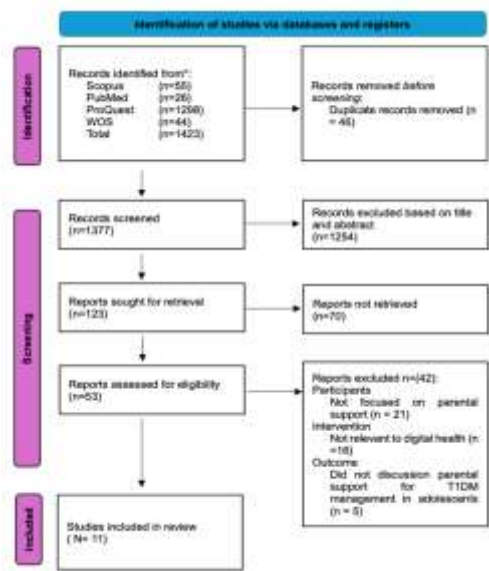 Identification of studies via databases and registers
Identification
Records identified from*:
Scopus (n=55)
PubMed (n=26)
ProQuest (n=1298)
WOS (n=44)
Total (n=1423)
Records removed before
screening:
Duplicate records removed (n
= 46)
Screening
Records screened
(n=1377)
Records excluded based on title
and abstract
(n=1254)
Reports sought for retrieval
(n=123)
Reports not retrieved
(n=70)
Reports assessed for eligibility
(n=53)
Reports excluded n=(42):
Participants
Not focused on parental
support (n = 21)
Intervention
Not relevant to digital health (n
=16)
Outcome
Did not discussion parental
support for T1DM
management in adolescents
(n = 5)
Included
Studies included in review
( N= 11)